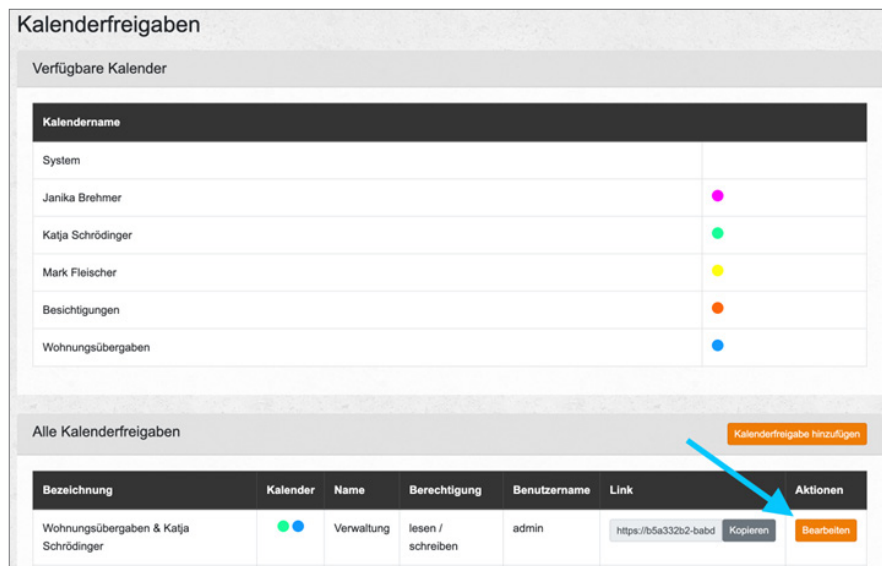 Kalenderfreigaben
Verfügbare Kalender
Kalendername
System
Janika Brehmer
Katja Schrödinger
Mark Fleischer
Besichtigungen
Wohnungsübergaben
Alle Kalenderfreigaben
Kalenderfreigabe hinzufügen
Bezeichnung Kalender Name Berechtigung Benutzername Link Aktionen
Wohnungsübergaben & Katja Verwaltung lesen / admin https://b5a332b2-babd Kopieren Bearbeiten
Schrödinger schreiben